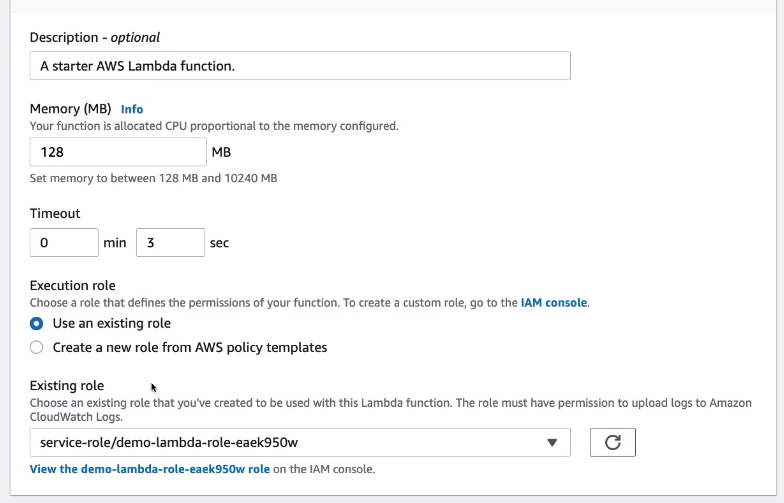 Description - optional
A starter AWS Lambda function.
Memory (MB) Info
Your function is allocated CPU proportional to the memory configured.
128 MB
Set memory to between 128 MB and 10240 MB
Timeout
0 min 3 sec
Execution role
Choose a role that defines the permissions of your function. To create a custom role, go to the IAM console.
Use an existing role
Create a new role from AWS policy templates
Existing role
Choose an existing role that you've created to be used with this Lambda function. The role must have permission to upload logs to Amazon
CloudWatch Logs.
service-role/demo-lambda-role-eaek950w
View the demo-lambda-role-eaek950w role on the IAM console.